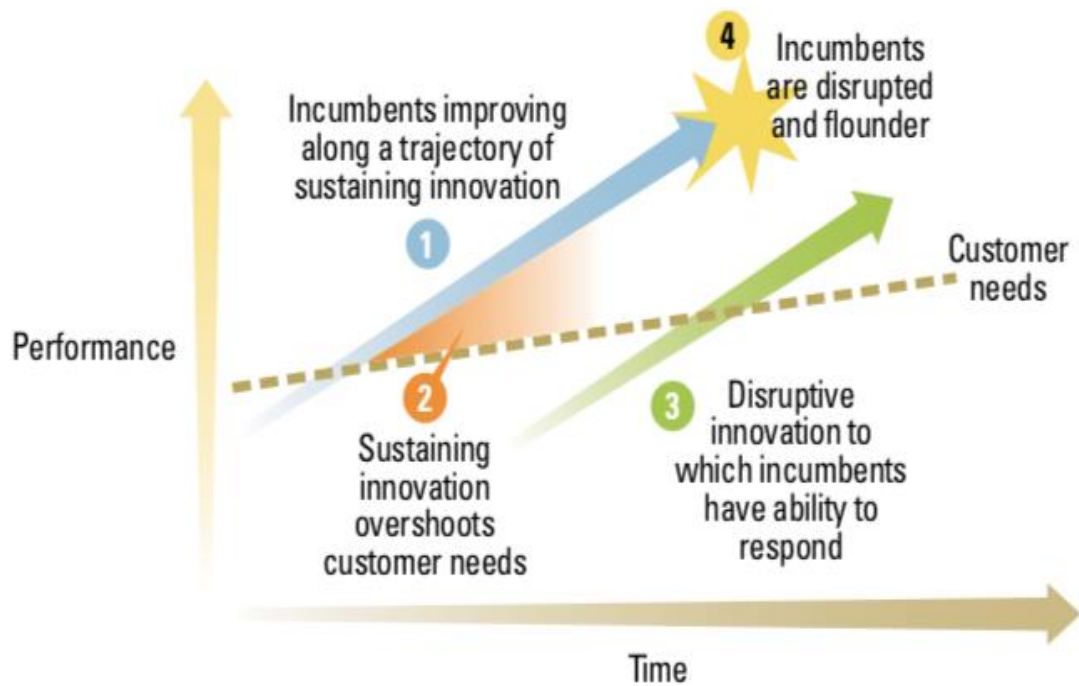 4
Incumbents
are disrupted
and flounder
Incumbents improving
along a trajectory of
sustaining innovation
1
Customer
needs
Performance
2
Sustaining
innovation
overshoots
customer needs
3
Disruptive
innovation to
which incumbents
have ability to
respond
Time